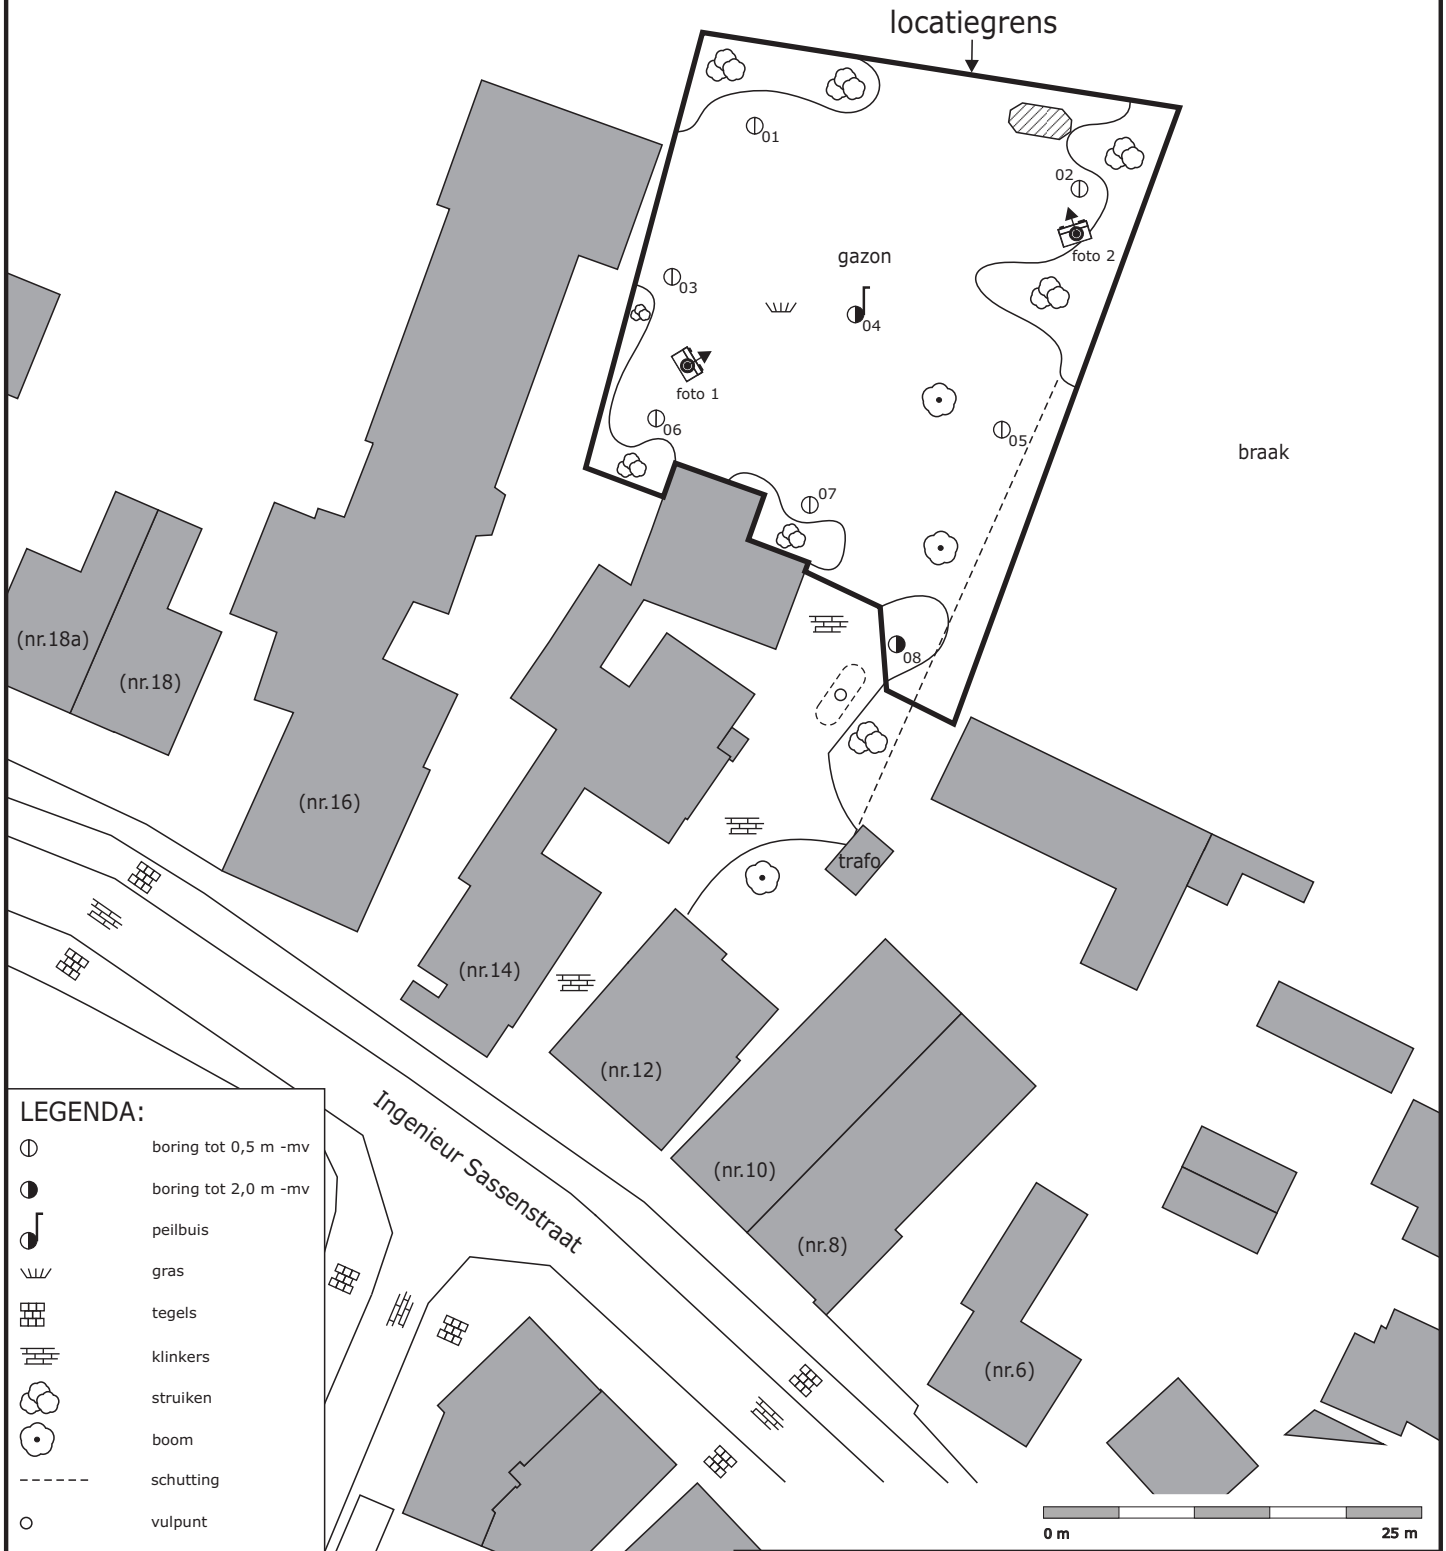 locatiegrens
01
02
foto 2
gazon
03
04
foto 1
06
05
braak
07
08
(nr.18a)
(nr.18)
(nr.16)
trafo
(nr.14)
(nr.12)
(nr.10)
(nr.8)
(nr.6)
Ingenieur Sassenstraat
LEGENDA:
boring tot 0,5 m -mv
boring tot 2,0 m -mv
peilbuis
gras
tegels
klinkers
struiken
boom
schutting
vulpunt
0 m 25 m